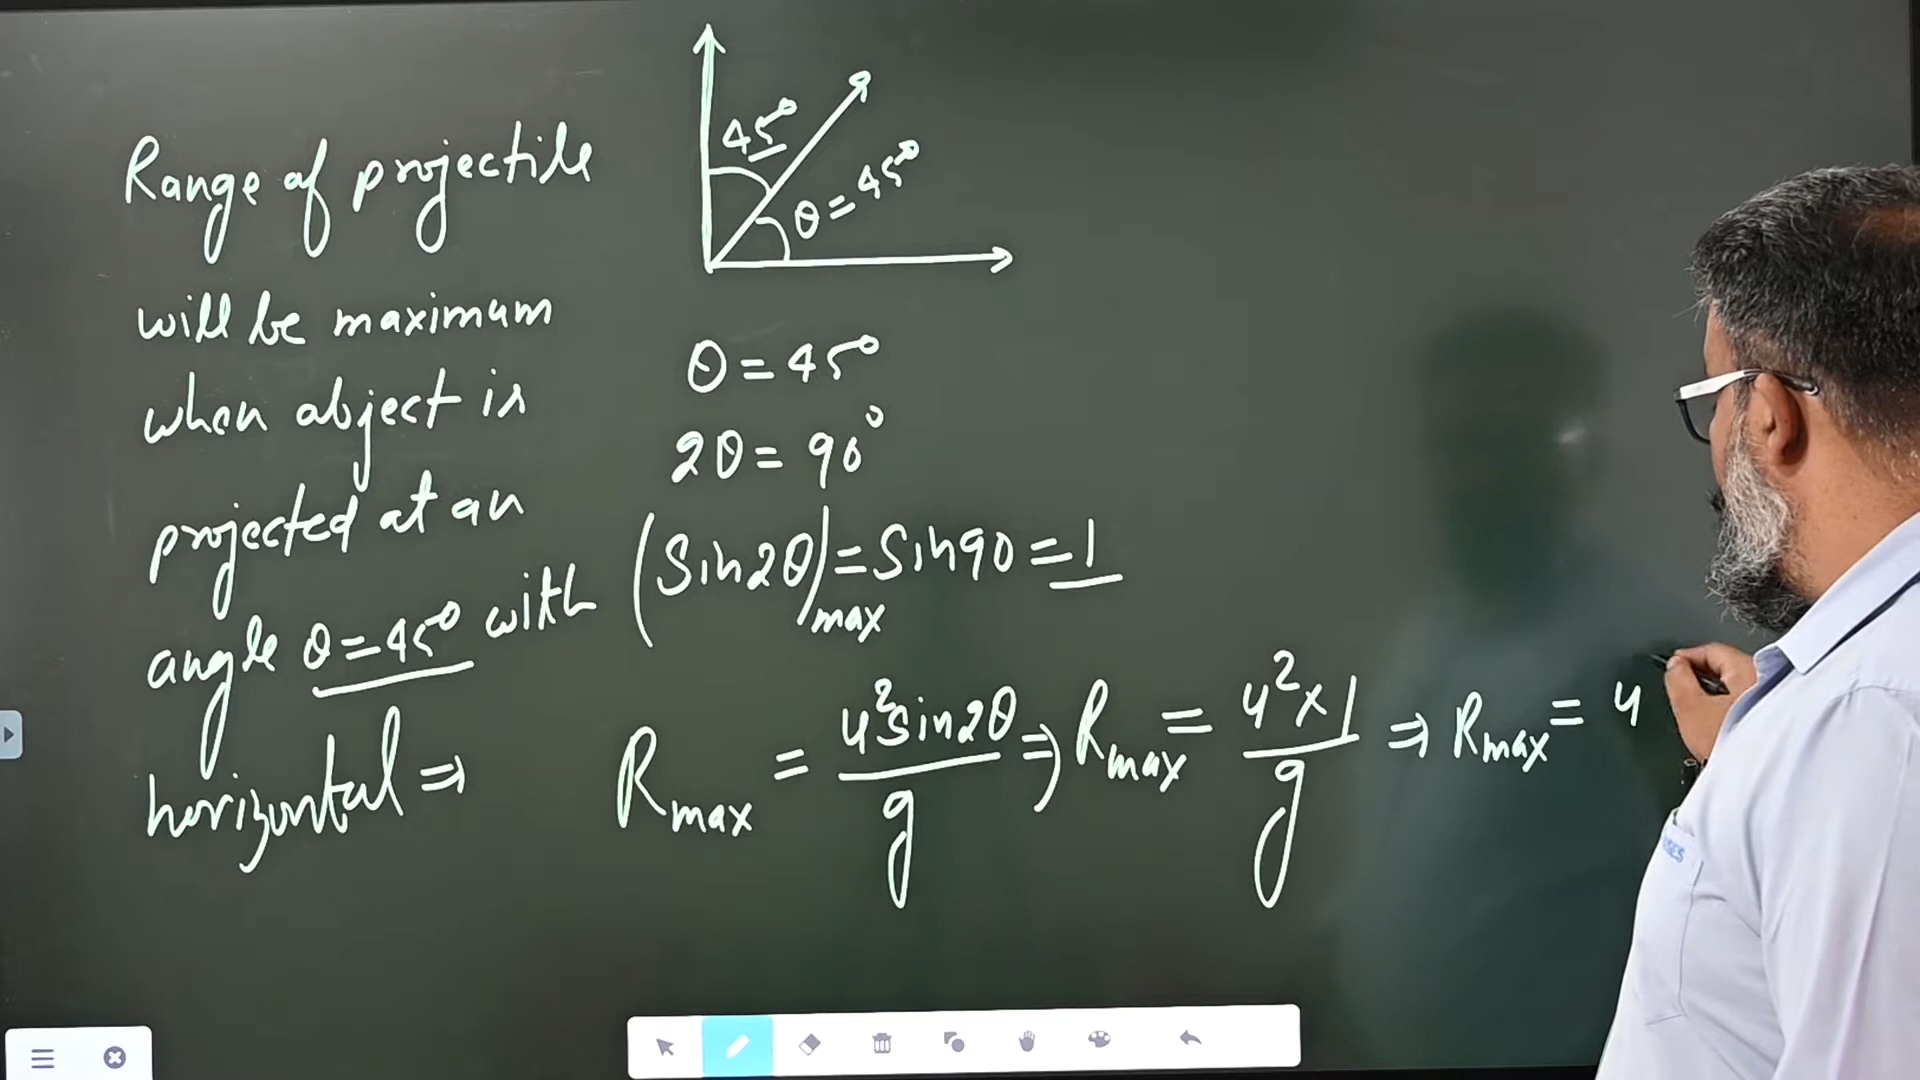 45°
θ = 45°
Range of projectile
will be maximum
when object is
projected at an
angle θ = 45° with
horizontal ⇒
θ = 45°
2θ = 90°
(Sin2θ)max = Sin90 = 1
Rmax = u²sin2θ/g ⇒ Rmax = u²×1/g ⇒ Rmax = u